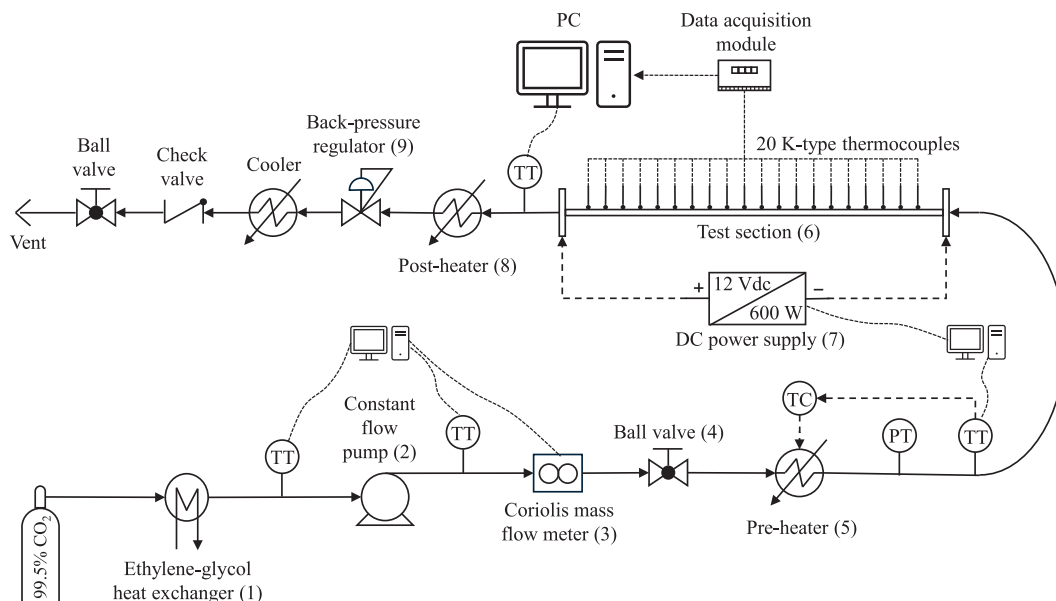 PC
Data acquisition
module
Back-pressure
regulator (9)
Ball
valve
Check
valve
Cooler
TT
20 K-type thermocouples
Vent
Test section (6)
Post-heater (8)
+
12 Vdc
−
600 W
DC power supply (7)
Constant
flow
pump (2)
TC
Ball valve (4)
TT
TT
PT
TT
Coriolis mass
flow meter (3)
Pre-heater (5)
99.5% CO2
Ethylene-glycol
heat exchanger (1)